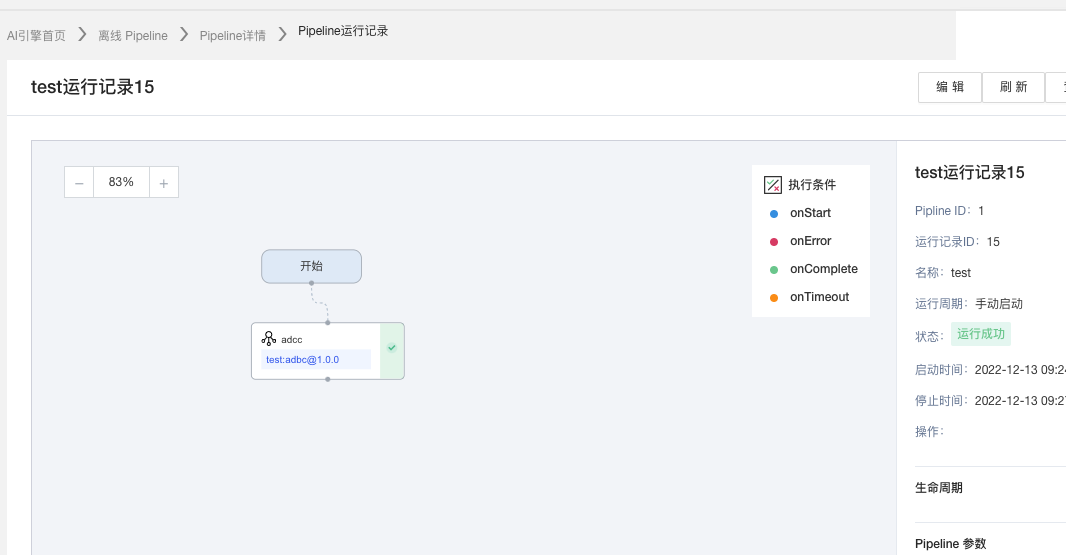 AI引擎首页 离线 Pipeline Pipeline详情 Pipeline运行记录
test运行记录15
编 辑 刷 新
83%
执行条件
onStart
onError
onComplete
onTimeout
开始
adcc
test:adbc@1.0.0
test运行记录15
Pipline ID: 1
运行记录ID: 15
名称: test
运行周期: 手动启动
状态: 运行成功
启动时间: 2022-12-13 09:2
停止时间: 2022-12-13 09:2
操作:
生命周期
Pipeline 参数